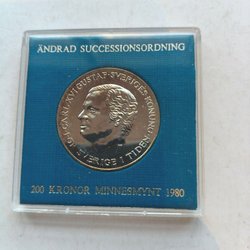 ÄNDRAD SUCCESSIONSORDNING
CARL XVI GUSTAF · SVERIGES KONUNG
SVERIGE I TIDEN
200 KRONOR MINNESMYNT 1980